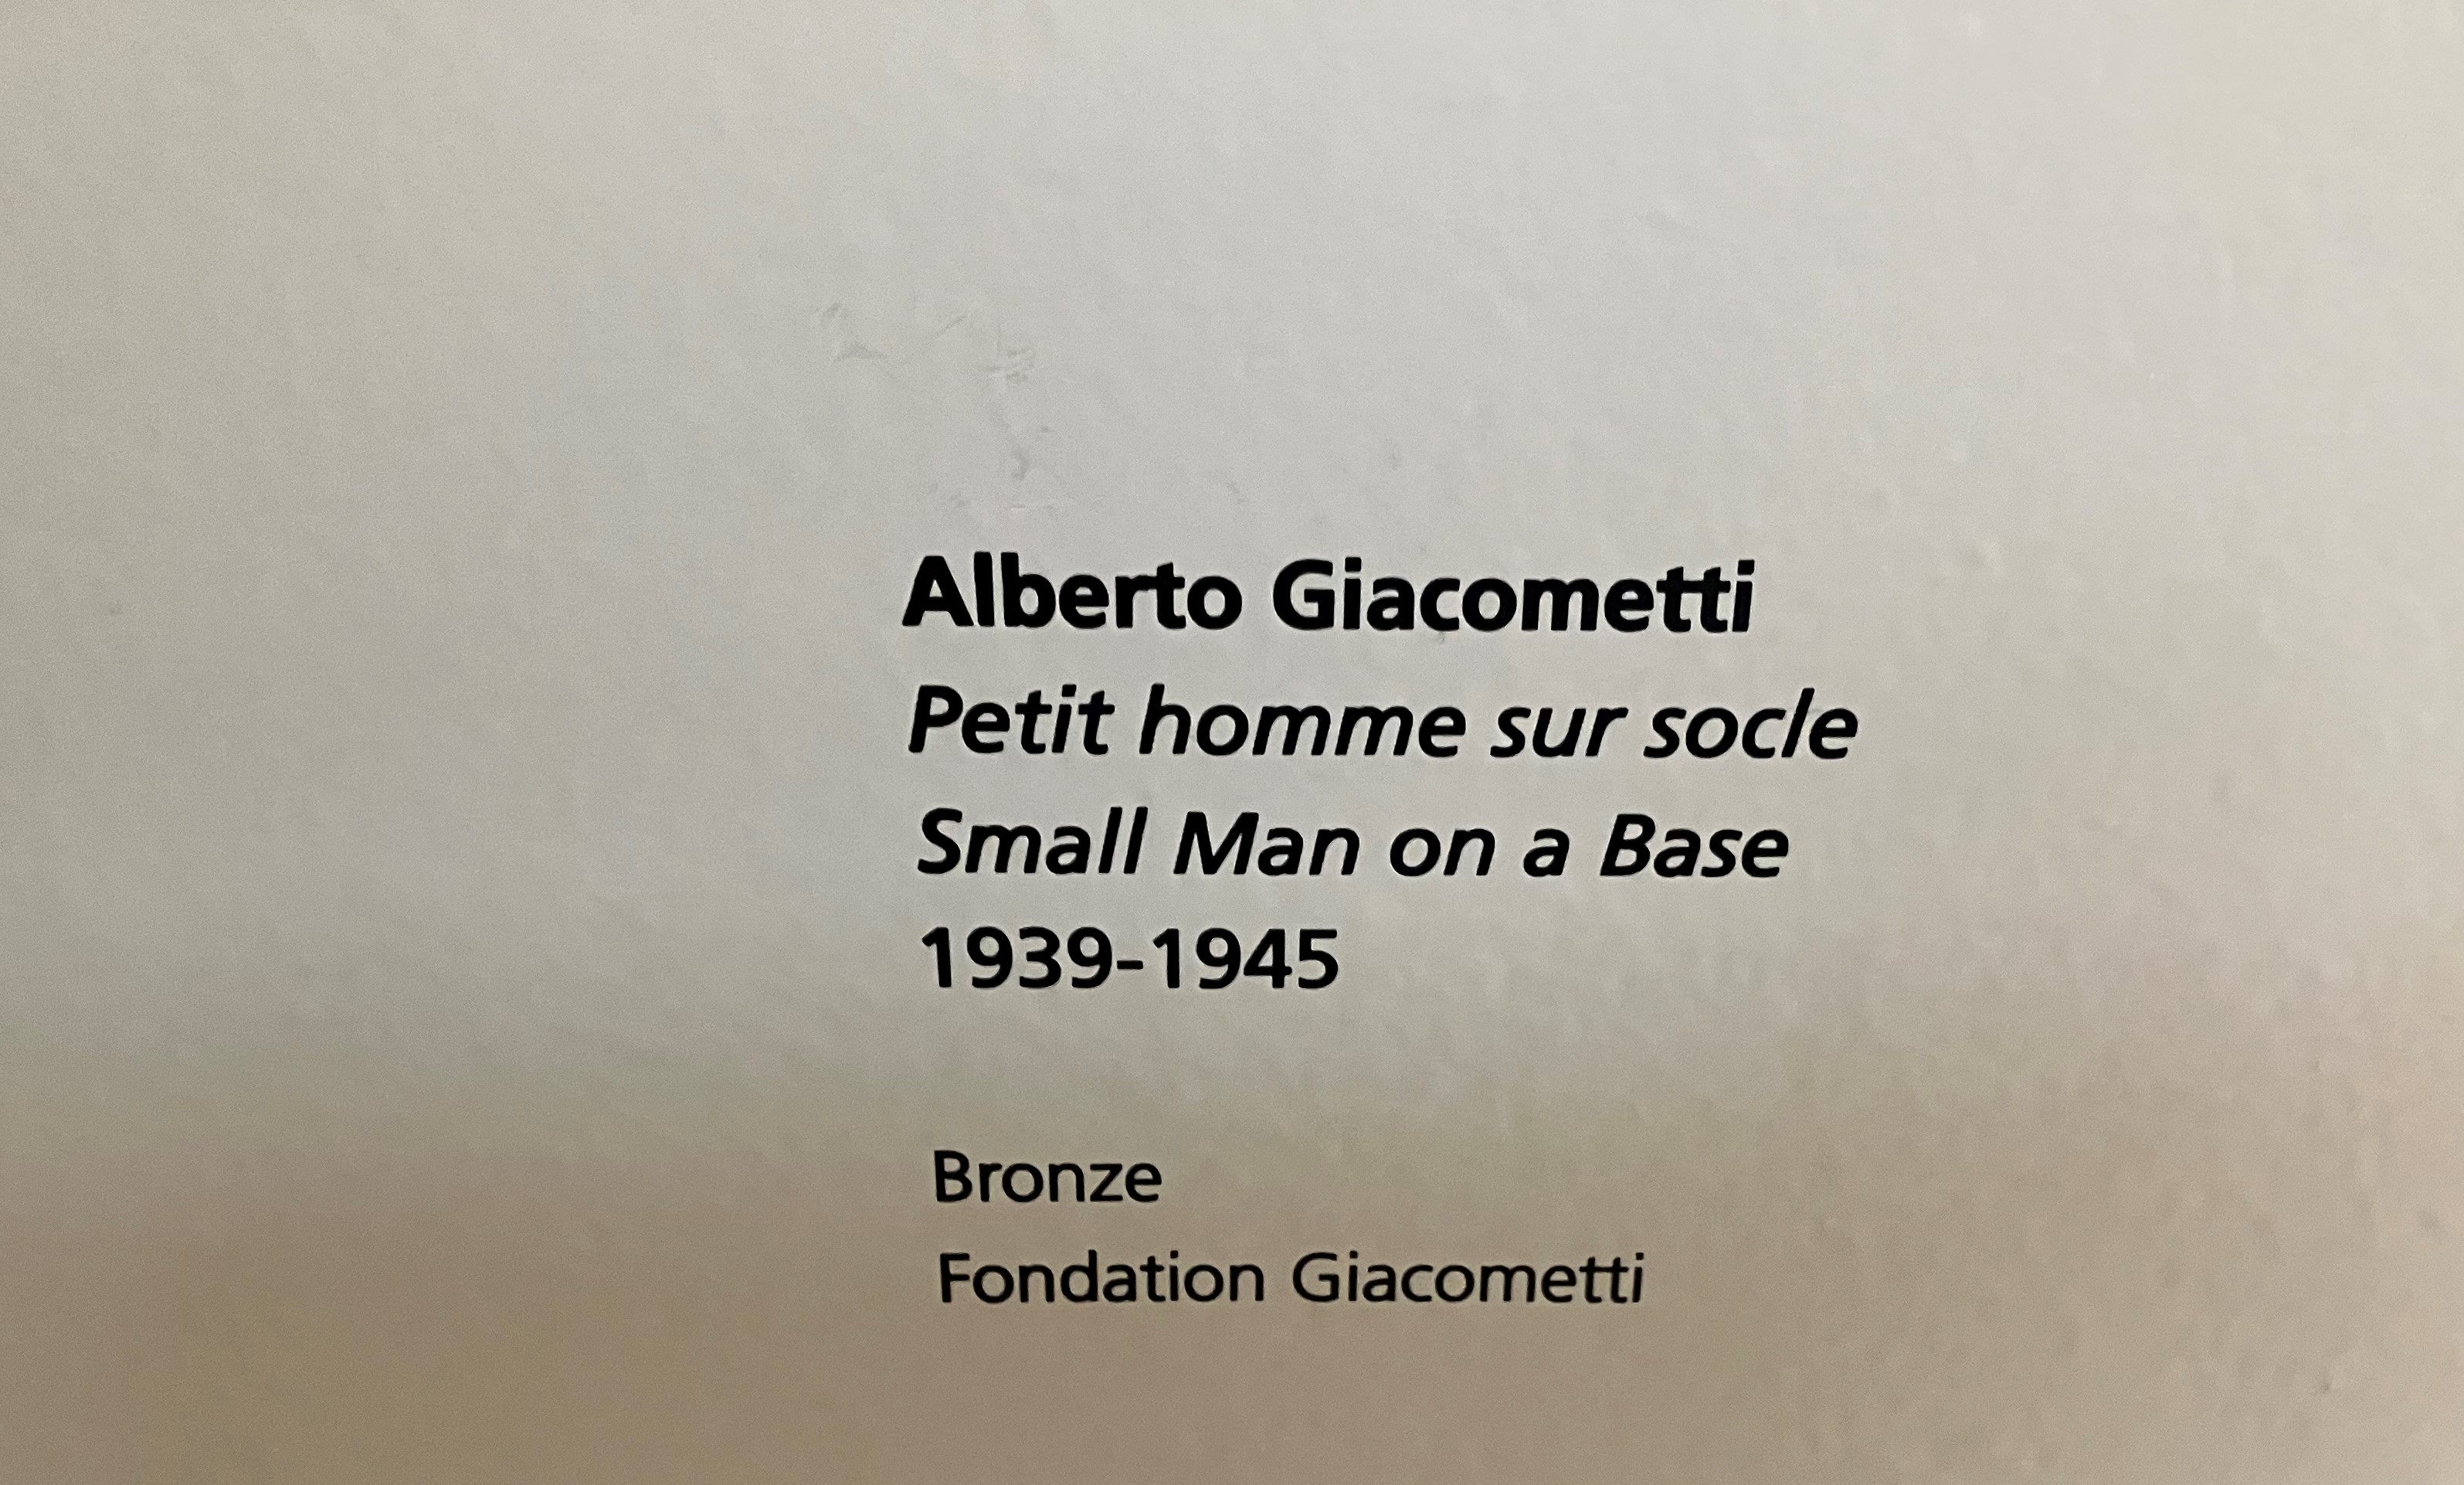 Alberto Giacometti
Petit homme sur socle
Small Man on a Base
1939-1945
Bronze
Fondation Giacometti